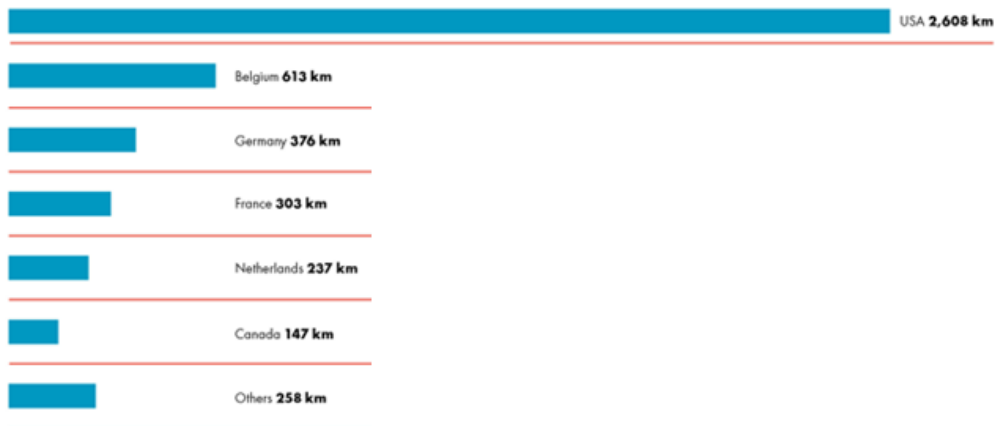 USA 2,608 km
Belgium 613 km
Germany 376 km
France 303 km
Netherlands 237 km
Canada 147 km
Others 258 km